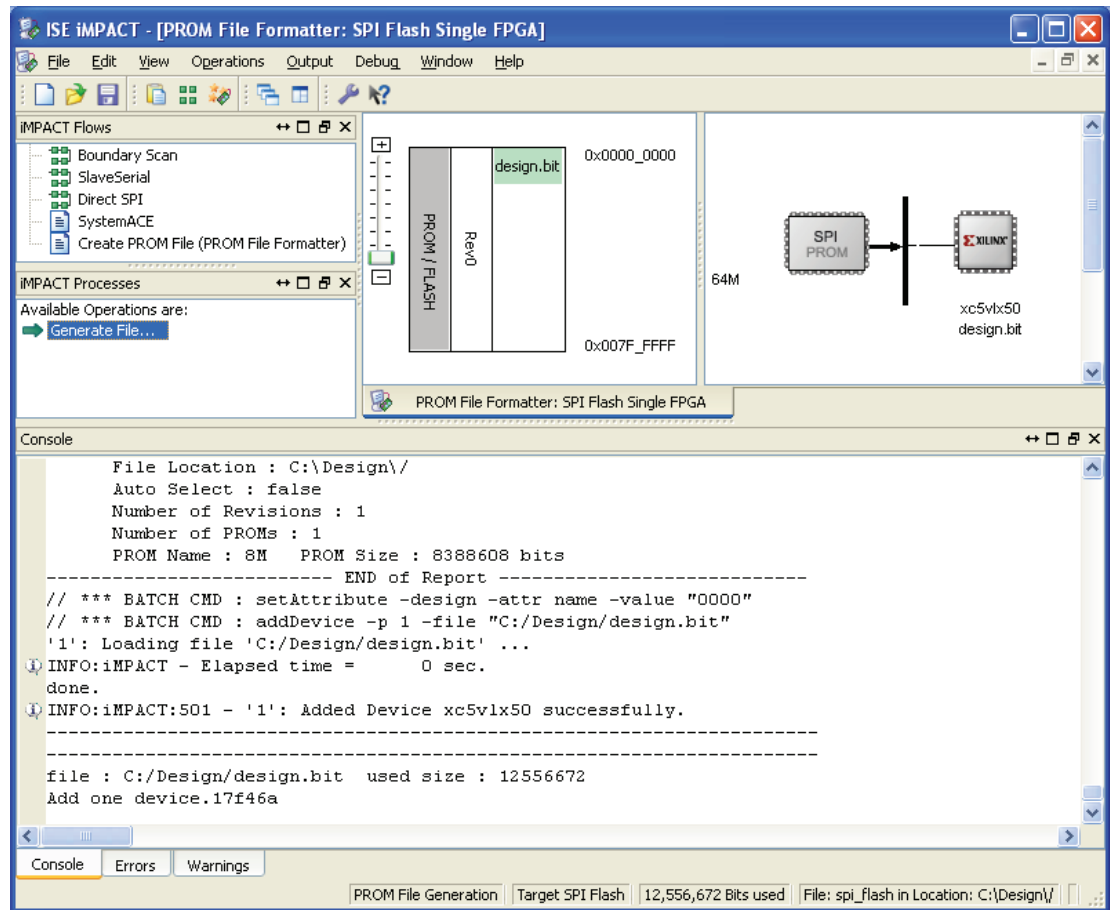 ISE iMPACT - [PROM File Formatter: SPI Flash Single FPGA]
File Edit View Operations Output Debug Window Help
iMPACT Flows
Boundary Scan
SlaveSerial
Direct SPI
SystemACE
Create PROM File (PROM File Formatter)
iMPACT Processes
Available Operations are:
Generate File...
PROM / FLASH
Rev0
design.bit
0x0000_0000
0x007F_FFFF
64M
SPI
PROM
XILINX
xc5vlx50
design.bit
PROM File Formatter: SPI Flash Single FPGA
Console
File Location : C:\Design\/
Auto Select : false
Number of Revisions : 1
Number of PROMs : 1
PROM Name : 8M PROM Size : 8388608 bits
-------------------------- END of Report ----------------------------
// *** BATCH CMD : setAttribute -design -attr name -value "0000"
// *** BATCH CMD : addDevice -p 1 -file "C:/Design/design.bit"
'1': Loading file 'C:/Design/design.bit' ...
INFO:iMPACT - Elapsed time = 0 sec.
done.
INFO:iMPACT:501 - '1': Added Device xc5vlx50 successfully.
----------------------------------------------------------------------
----------------------------------------------------------------------
file : C:/Design/design.bit used size : 12556672
Add one device.17f46a
Console Errors Warnings
PROM File Generation Target SPI Flash 12,556,672 Bits used File: spi_flash in Location: C:\Design\/